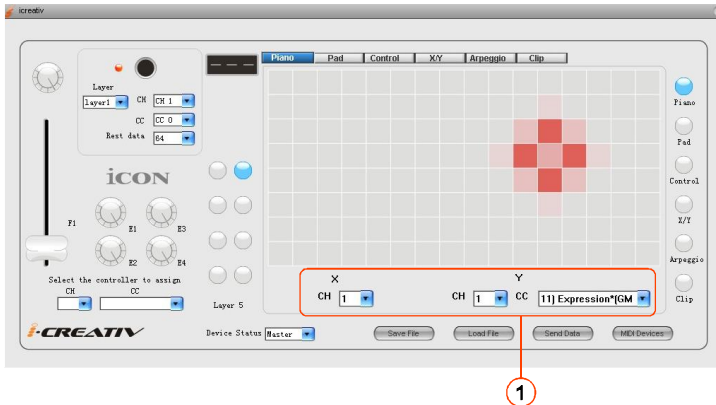 icreativ
Piano Pad Control X/Y Arpeggio Clip
Layer
layer1 CH CH 1
CC CC 0
Rest data 64
iCON
F1 E1 E3
E2 E4
Select the controller to assign
CH CC
Layer 5
X Y
CH 1 CH 1 CC 11) Expression*(GM
Piano
Pad
Control
X/Y
Arpeggio
Clip
i-CREATIV
Device Status Master Save File Load File Send Data MIDI Devices
1